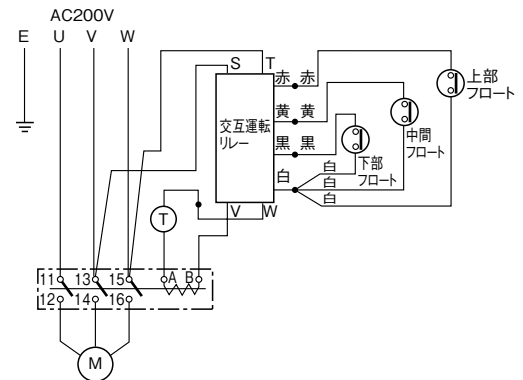 AC200V
E U V W
S T
赤 赤
上部
フロート
黄 黄
中間
フロート
交互運転
リレー
黒 黒
下部
フロート
白 白
白
白
V W
T
11 13 15 A B
12 14 16
M